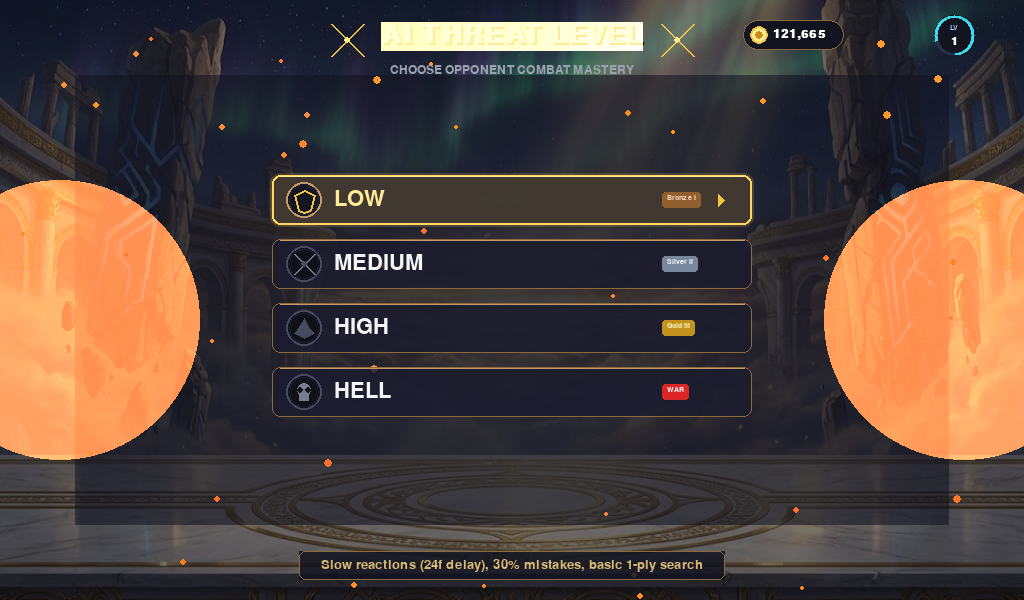 AI THREAT LEVEL
CHOOSE OPPONENT COMBAT MASTERY
121,665
LV
1
LOW
Bronze I
MEDIUM
Silver II
HIGH
Gold III
HELL
WAR
Slow reactions (24f delay), 30% mistakes, basic 1-ply search